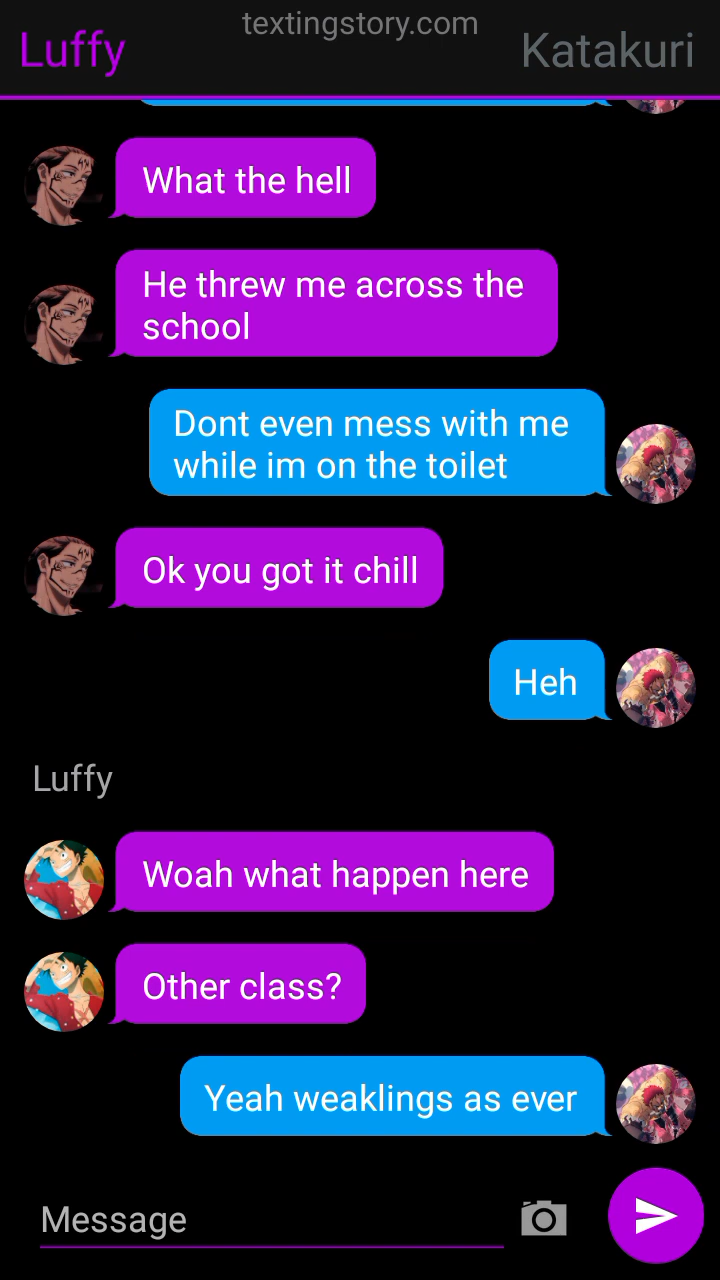 textingstory.com
Luffy
Katakuri
What the hell
He threw me across the
school
Dont even mess with me
while im on the toilet
Ok you got it chill
Heh
Luffy
Woah what happen here
Other class?
Yeah weaklings as ever
Message